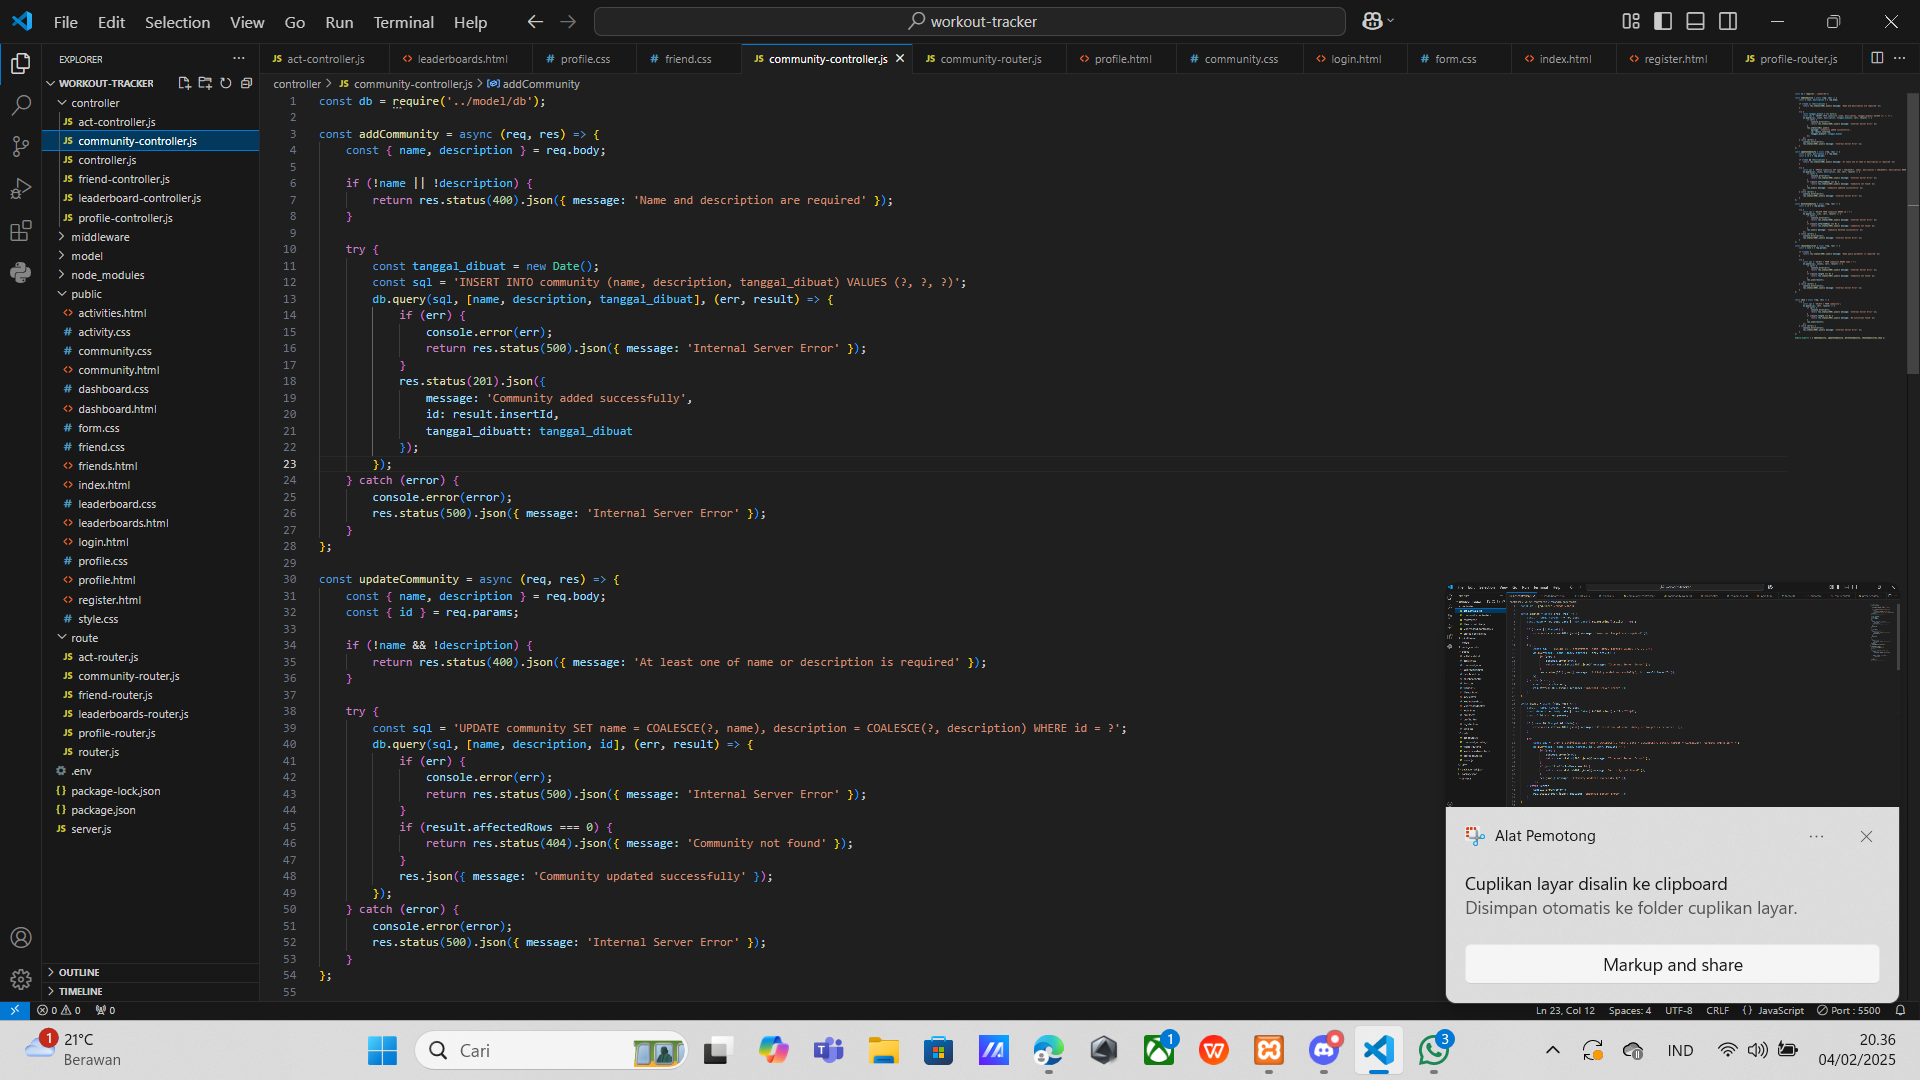 File Edit Selection View Go Run Terminal Help
workout-tracker
EXPLORER
WORKOUT-TRACKER
controller
act-controller.js
community-controller.js
controller.js
friend-controller.js
leaderboard-controller.js
profile-controller.js
middleware
model
node_modules
public
activities.html
activity.css
community.css
community.html
dashboard.css
dashboard.html
form.css
friend.css
friends.html
index.html
leaderboard.css
leaderboards.html
login.html
profile.css
profile.html
register.html
style.css
route
act-router.js
community-router.js
friend-router.js
leaderboards-router.js
profile-router.js
router.js
.env
package-lock.json
package.json
server.js
OUTLINE
TIMELINE
act-controller.js leaderboards.html profile.css friend.css community-controller.js community-router.js profile.html community.css login.html form.css index.html register.html profile-router.js
controller > community-controller.js > addCommunity
1 const db = require('../model/db');
2
3 const addCommunity = async (req, res) => {
4 const { name, description } = req.body;
5
6 if (!name || !description) {
7 return res.status(400).json({ message: 'Name and description are required' });
8 }
9
10 try {
11 const tanggal_dibuat = new Date();
12 const sql = 'INSERT INTO community (name, description, tanggal_dibuat) VALUES (?, ?, ?)';
13 db.query(sql, [name, description, tanggal_dibuat], (err, result) => {
14 if (err) {
15 console.error(err);
16 return res.status(500).json({ message: 'Internal Server Error' });
17 }
18 res.status(201).json({
19 message: 'Community added successfully',
20 id: result.insertId,
21 tanggal_dibuatt: tanggal_dibuat
22 });
23 });
24 } catch (error) {
25 console.error(error);
26 res.status(500).json({ message: 'Internal Server Error' });
27 }
28 };
29
30 const updateCommunity = async (req, res) => {
31 const { name, description } = req.body;
32 const { id } = req.params;
33
34 if (!name && !description) {
35 return res.status(400).json({ message: 'At least one of name or description is required' });
36 }
37
38 try {
39 const sql = 'UPDATE community SET name = COALESCE(?, name), description = COALESCE(?, description) WHERE id = ?';
40 db.query(sql, [name, description, id], (err, result) => {
41 if (err) {
42 console.error(err);
43 return res.status(500).json({ message: 'Internal Server Error' });
44 }
45 if (result.affectedRows === 0) {
46 return res.status(404).json({ message: 'Community not found' });
47 }
48 res.json({ message: 'Community updated successfully' });
49 });
50 } catch (error) {
51 console.error(error);
52 res.status(500).json({ message: 'Internal Server Error' });
53 }
54 };
55
Alat Pemotong
Cuplikan layar disalin ke clipboard
Disimpan otomatis ke folder cuplikan layar.
Markup and share
0 0 0
Ln 23, Col 12 Spaces: 4 UTF-8 CRLF {} JavaScript Port : 5500
1
21°C
Berawan
Cari
1
3
IND
20.36
04/02/2025